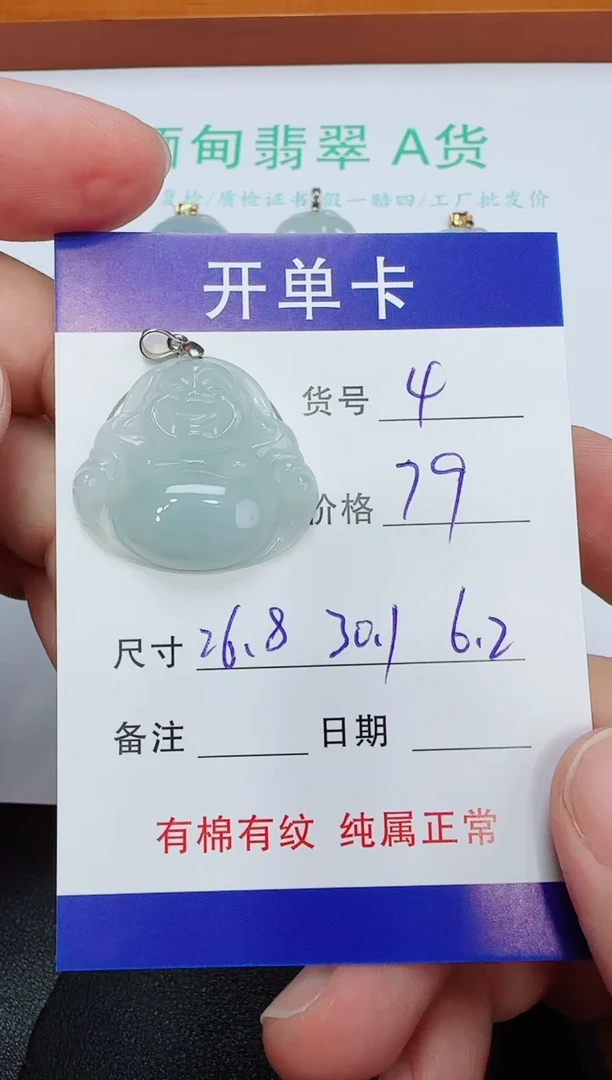 缅甸翡翠 A货
复检/质检证书/假一赔四/工厂批发价
开单卡
货号 4
价格 79
尺寸 26.8 30.1 6.2
备注 日期
有棉有纹 纯属正常